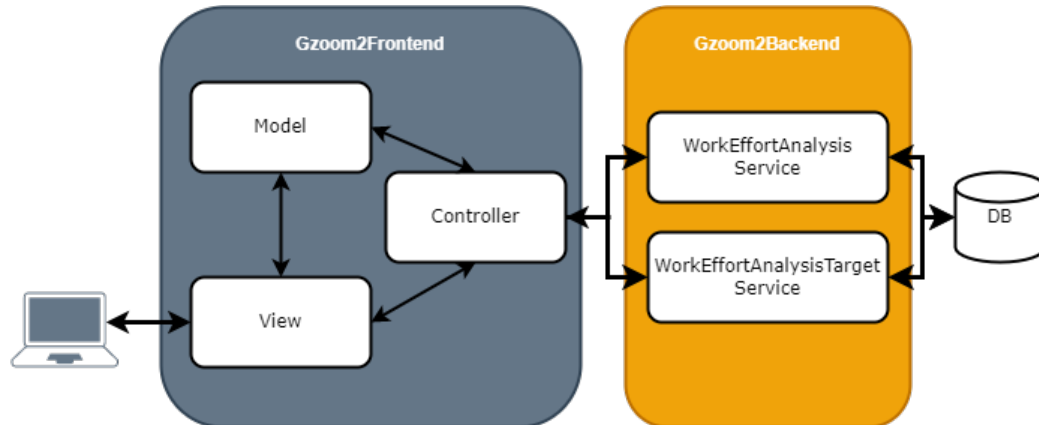 Gzoom2Frontend
Gzoom2Backend
Model
Controller
View
WorkEffortAnalysis
Service
WorkEffortAnalysisTarget
Service
DB